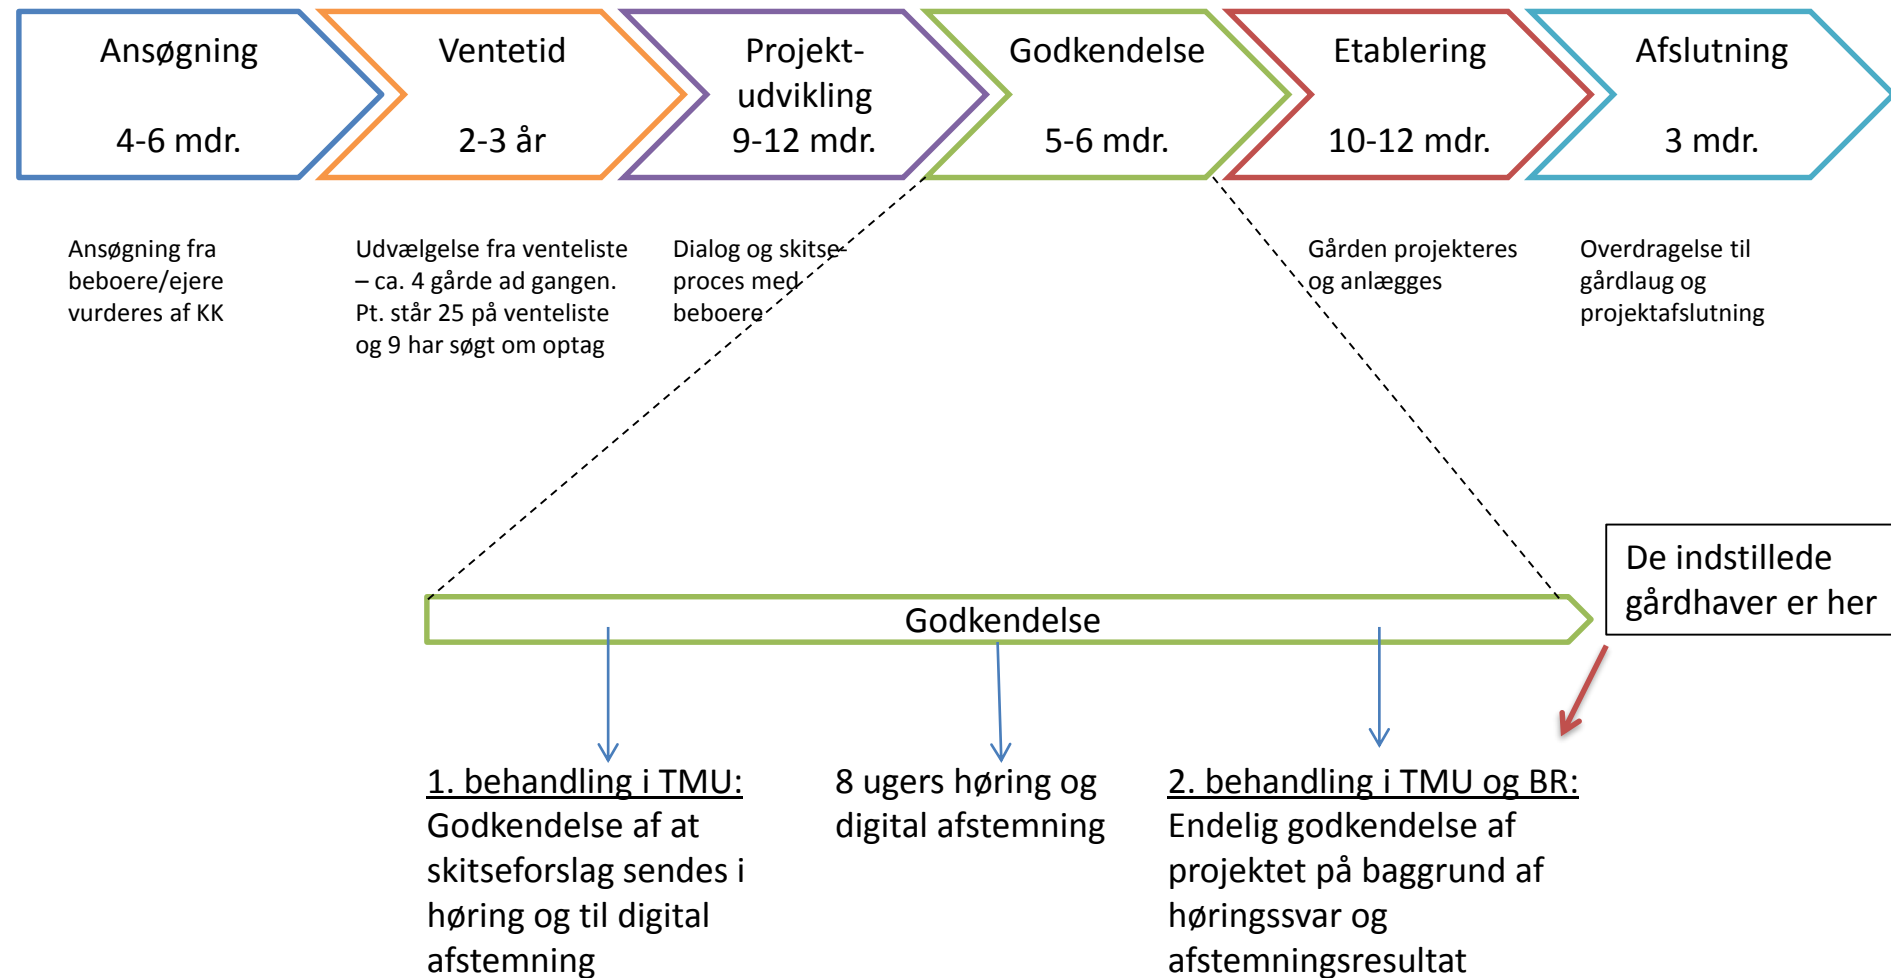 Ansøgning
4-6 mdr.
Ventetid
2-3 år
Projekt-
udvikling
9-12 mdr.
Godkendelse
5-6 mdr.
Etablering
10-12 mdr.
Afslutning
3 mdr.
Ansøgning fra
beboere/ejere
vurderes af KK
Udvælgelse fra venteliste
– ca. 4 gårde ad gangen.
Pt. står 25 på venteliste
og 9 har søgt om optag
Dialog og skitse-
proces med
beboere
Gården projekteres
og anlægges
Overdragelse til
gårdlaug og
projektafslutning
De indstillede
gårdhaver er her
Godkendelse
1. behandling i TMU:
Godkendelse af at
skitseforslag sendes i
høring og til digital
afstemning
8 ugers høring og
digital afstemning
2. behandling i TMU og BR:
Endelig godkendelse af
projektet på baggrund af
høringssvar og
afstemningsresultat